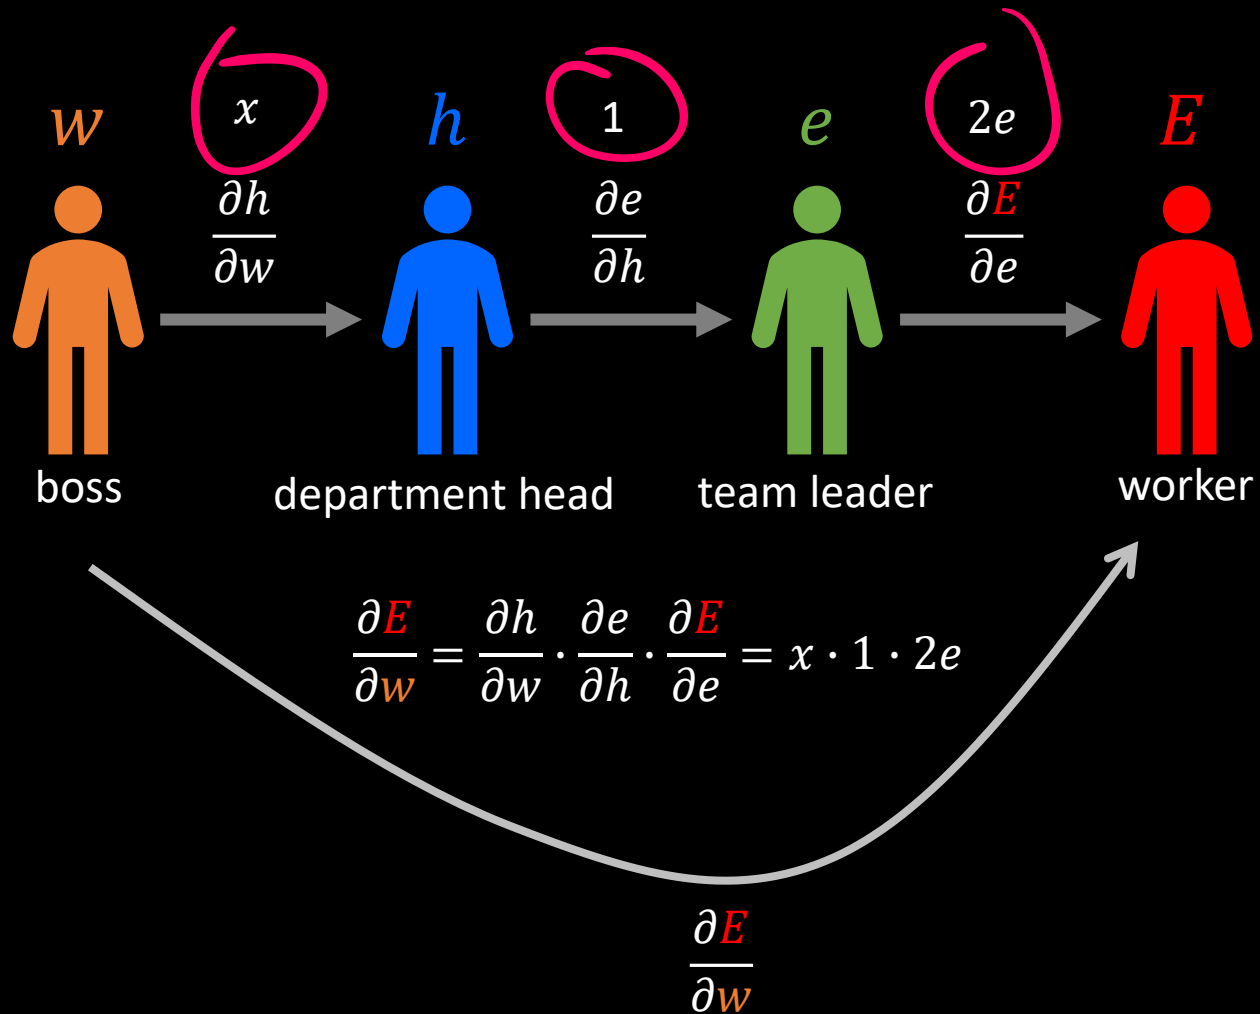 w x h 1 e 2e E
∂h/∂w ∂e/∂h ∂E/∂e
boss department head team leader worker
∂E/∂w = ∂h/∂w · ∂e/∂h · ∂E/∂e = x · 1 · 2e
∂E/∂w